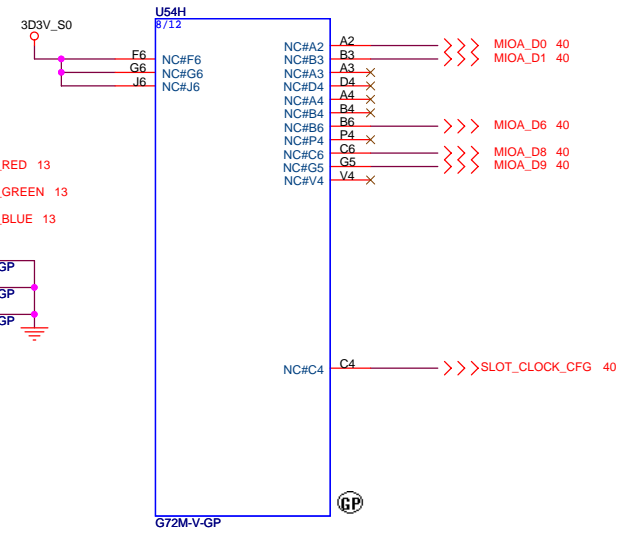 U54H
8/12
3D3V_S0
F6 NC#F6
G6 NC#G6
J6 NC#J6
NC#A2 A2 MIOA_D0 40
NC#B3 B3 MIOA_D1 40
NC#A3 A3
NC#D4 D4
NC#A4 A4
NC#B4 B4
NC#B6 B6 MIOA_D6 40
NC#P4 P4
NC#C6 C6 MIOA_D8 40
NC#G5 G5 MIOA_D9 40
NC#V4 V4
_RED 13
_GREEN 13
_BLUE 13
GP
GP
GP
NC#C4 C4 SLOT_CLOCK_CFG 40
GP
G72M-V-GP